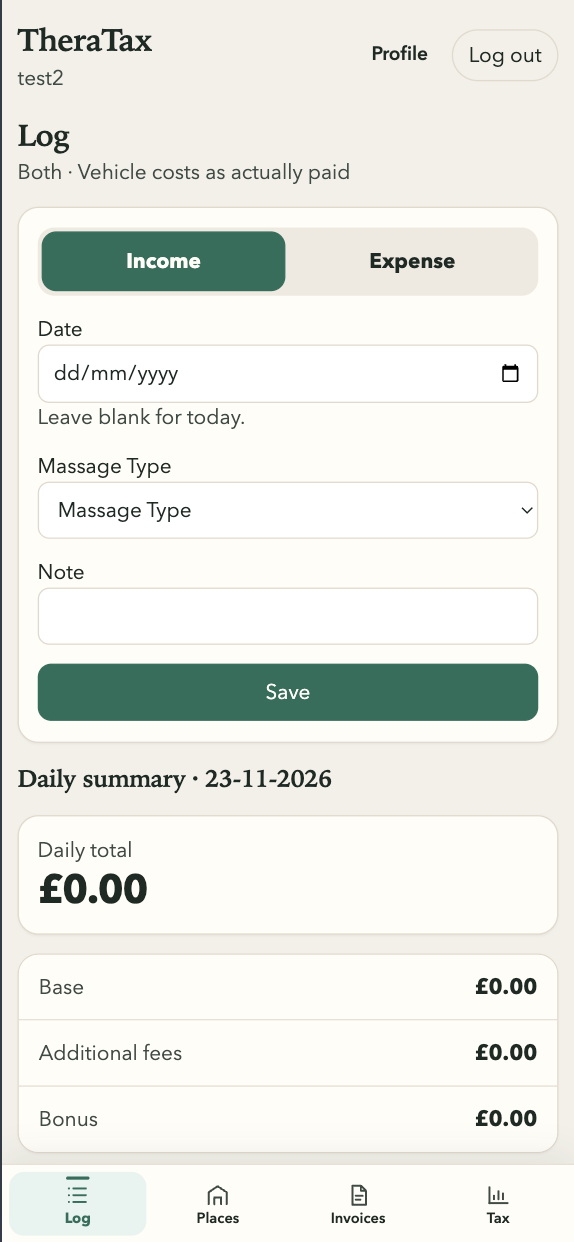 TheraTax
test2
Profile
Log out
Log
Both · Vehicle costs as actually paid
Income
Expense
Date
dd/mm/yyyy
Leave blank for today.
Massage Type
Massage Type
Note
Save
Daily summary · 23-11-2026
Daily total
£0.00
Base £0.00
Additional fees £0.00
Bonus £0.00
Log
Places
Invoices
Tax